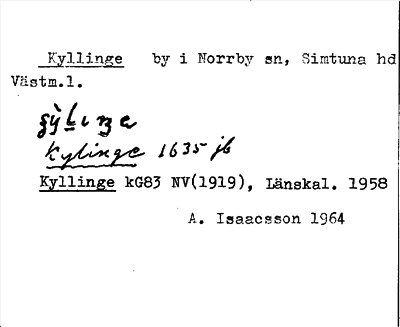 Kyllinge by i Norrby sn, Simtuna hd
Västm.l.
Kylinge 1635 jb
Kyllinge kG83 NV(1919), Länskal. 1958
A. Isaacsson 1964